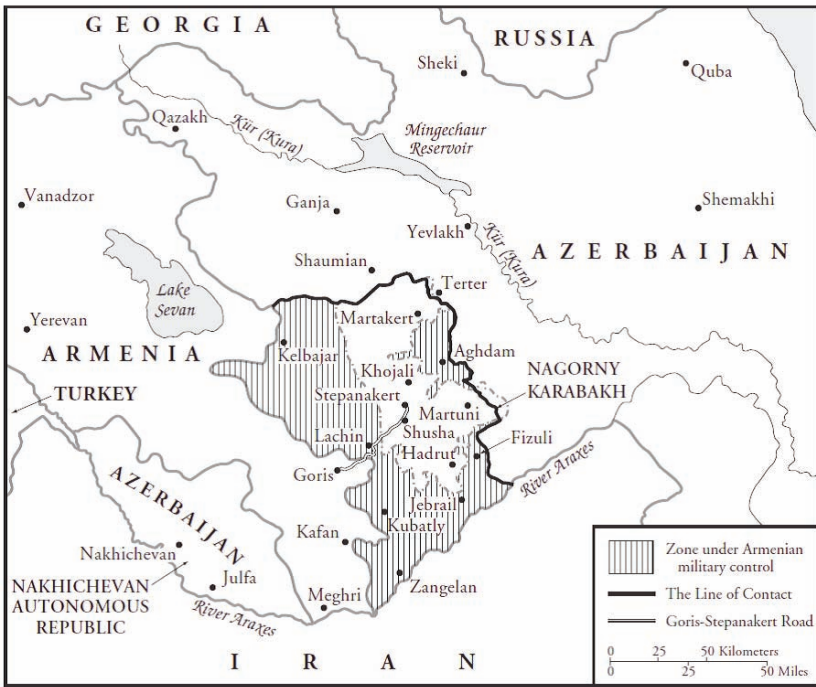 GEORGIA
RUSSIA
Sheki
Quba
Qazakh
Kür (Kura)
Mingechaur
Reservoir
Vanadzor
Ganja
Shemakhi
Yevlakh
Kür (Kura)
AZERBAIJAN
Shaumian
Terter
Lake
Sevan
Martakert
Yerevan
ARMENIA
Kelbajar
Aghdam
Khojali
NAGORNY
KARABAKH
TURKEY
Stepanakert
Martuni
Shusha
Lachin
Fizuli
Hadrut
Goris
River Araxes
AZERBAIJAN
Jebrail
Kubatly
Kafan
Nakhichevan
Zangelan
Julfa
NAKHICHEVAN
AUTONOMOUS
REPUBLIC
Meghri
River Araxes
IRAN
Zone under Armenian
military control
The Line of Contact
Goris-Stepanakert Road
0 25 50 Kilometers
0 25 50 Miles